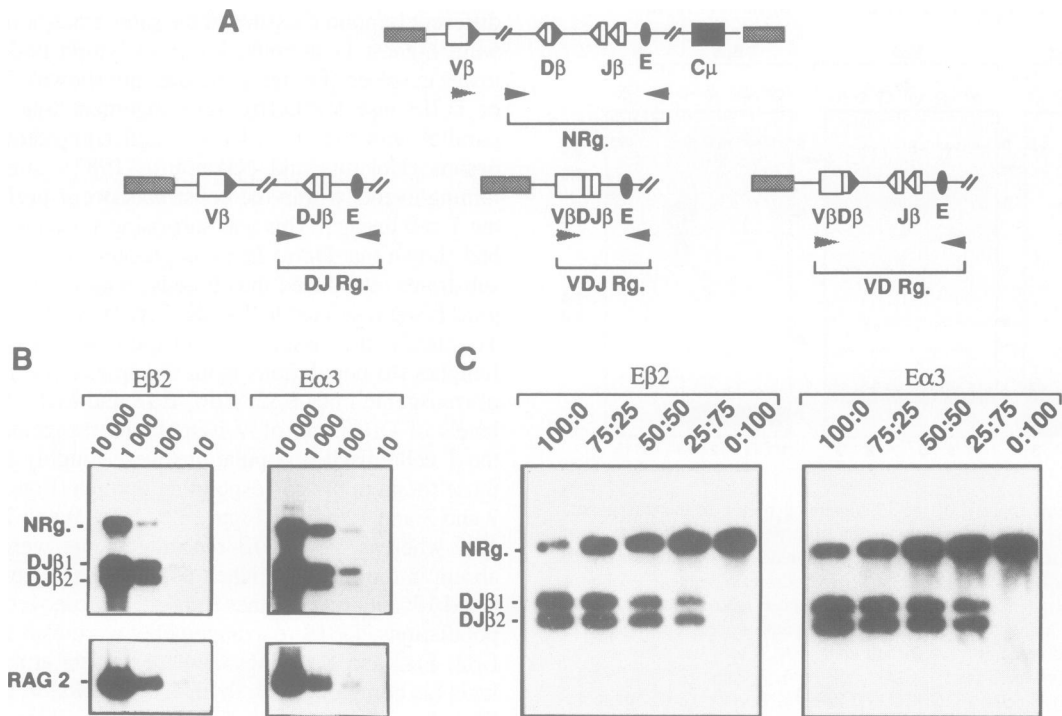 A
Vβ Dβ Jβ E Cμ
NRg.
Vβ DJβ E
DJ Rg.
VβDJβ E
VDJ Rg.
VβDβ Jβ E
VD Rg.
B
Eβ2 Eα3
10 000 1 000 100 10 10 000 1 000 100 10
NRg. -
DJβ1
DJβ2 -
RAG 2 -
C
Eβ2 Eα3
100:0 75:25 50:50 25:75 0:100 100:0 75:25 50:50 25:75 0:100
NRg. -
DJβ1 -
DJβ2 -
NRg. -
DJβ1 -
DJβ2 -